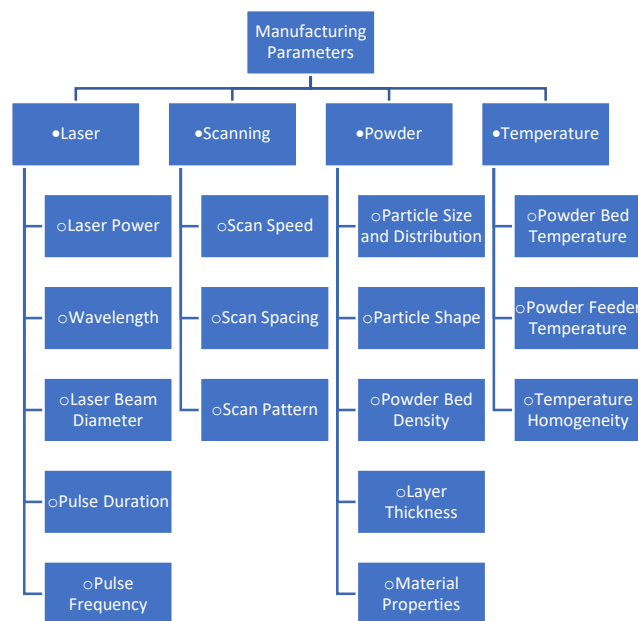 Manufacturing
Parameters
•Laser
•Scanning
•Powder
•Temperature
○Laser Power
○Wavelength
○Laser Beam
Diameter
○Pulse Duration
○Pulse
Frequency
○Scan Speed
○Scan Spacing
○Scan Pattern
○Particle Size
and Distribution
○Particle Shape
○Powder Bed
Density
○Layer
Thickness
○Material
Properties
○Powder Bed
Temperature
○Powder Feeder
Temperature
○Temperature
Homogeneity